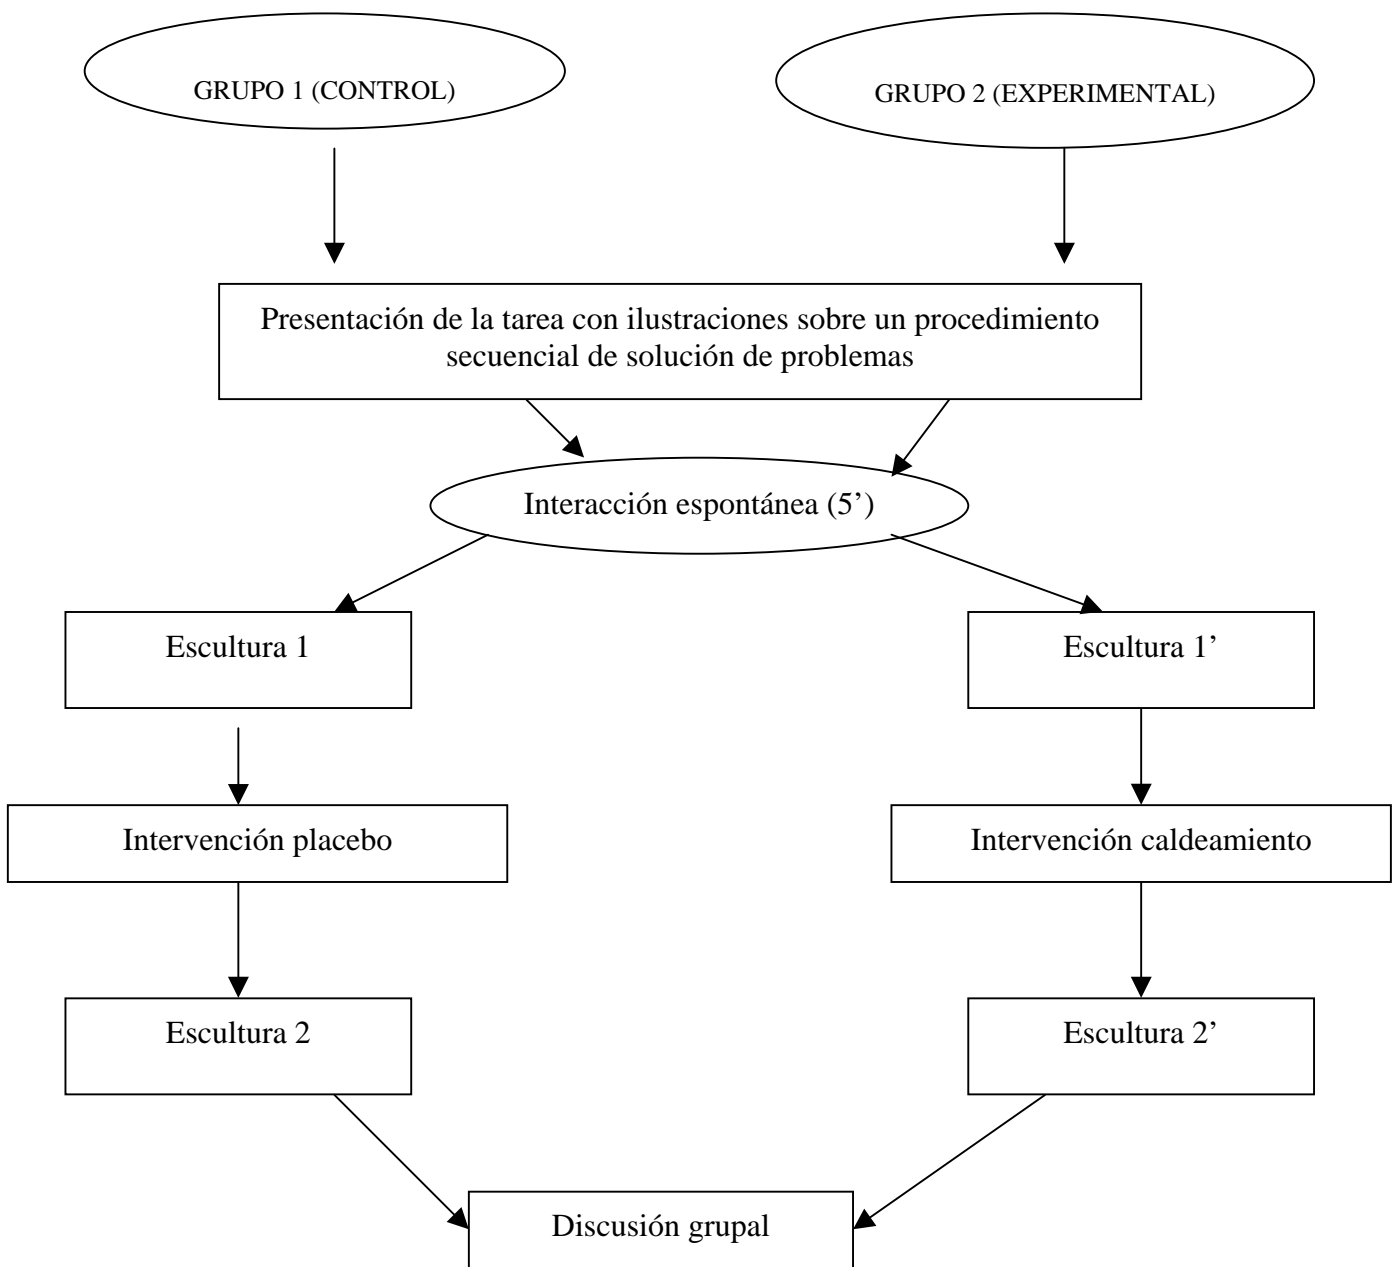 GRUPO 1 (CONTROL)
GRUPO 2 (EXPERIMENTAL)
Presentación de la tarea con ilustraciones sobre un procedimiento
secuencial de solución de problemas
Interacción espontánea (5’)
Escultura 1
Escultura 1’
Intervención placebo
Intervención caldeamiento
Escultura 2
Escultura 2’
Discusión grupal